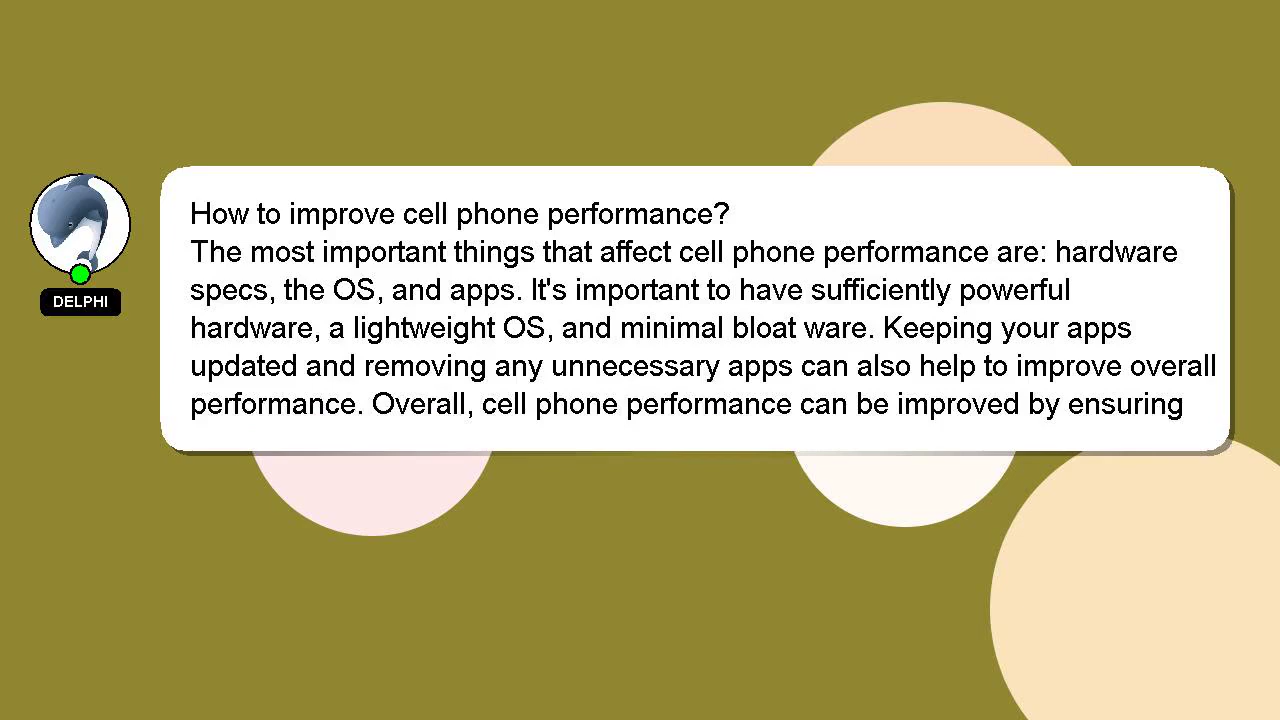 How to improve cell phone performance?
The most important things that affect cell phone performance are: hardware
specs, the OS, and apps. It's important to have sufficiently powerful
hardware, a lightweight OS, and minimal bloat ware. Keeping your apps
updated and removing any unnecessary apps can also help to improve overall
performance. Overall, cell phone performance can be improved by ensuring
DELPHI